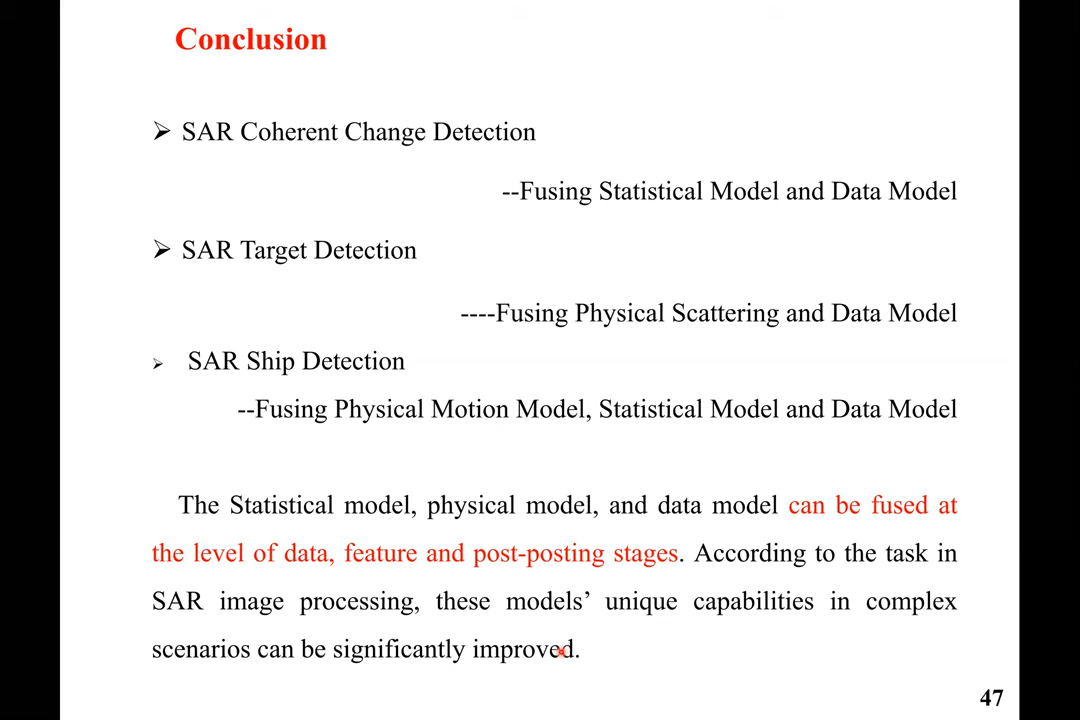 Conclusion
➢ SAR Coherent Change Detection
--Fusing Statistical Model and Data Model
➢ SAR Target Detection
----Fusing Physical Scattering and Data Model
➢ SAR Ship Detection
--Fusing Physical Motion Model, Statistical Model and Data Model
The Statistical model, physical model, and data model can be fused at
the level of data, feature and post-posting stages. According to the task in
SAR image processing, these models’ unique capabilities in complex
scenarios can be significantly improved.
47